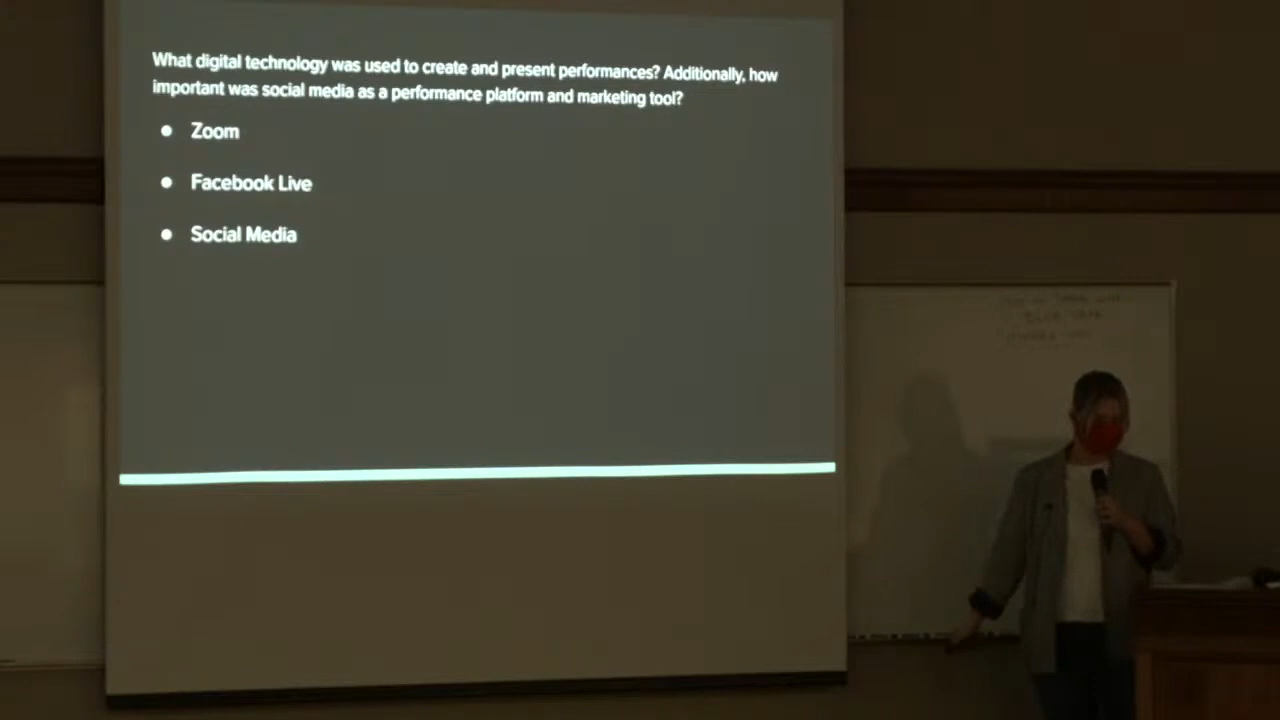 What digital technology was used to create and present performances? Additionally, how
important was social media as a performance platform and marketing tool?
● Zoom
● Facebook Live
● Social Media